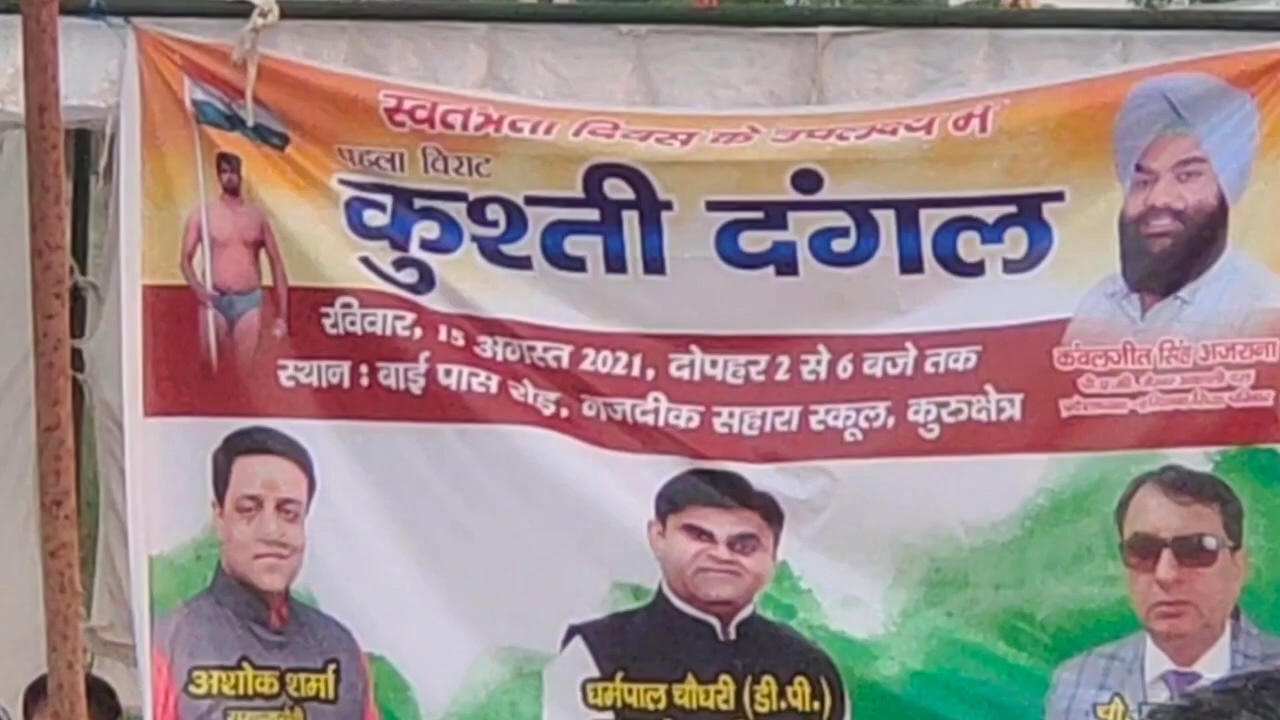 स्वतंत्रता दिवस के उपलक्ष्य में
पहला विराट
कुश्ती दंगल
रविवार, 15 अगस्त 2021, दोपहर 2 से 6 वजे तक
स्थान : वाई पास रोड़, नजदीक सहारा स्कूल, कुरुक्षेत्र
कंवलजीत सिंह अजराना
अशोक शर्मा
धर्मपाल चौधरी (डी.पी.)